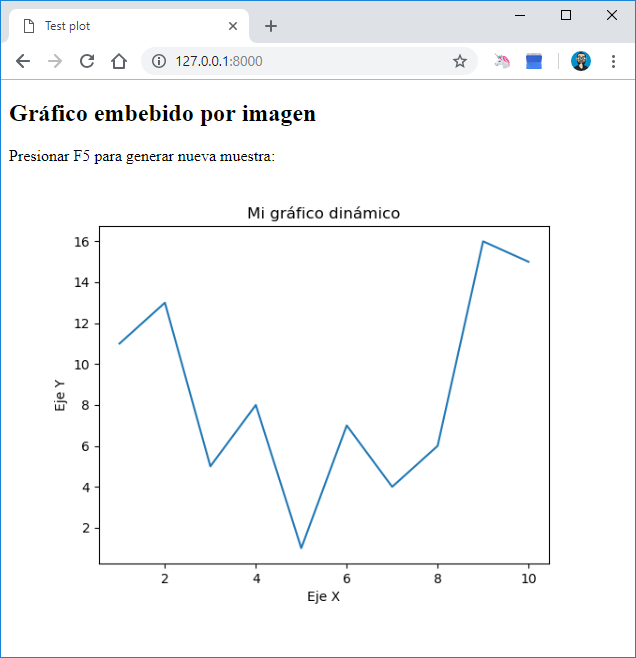 Test plot
127.0.0.1:8000
Gráfico embebido por imagen
Presionar F5 para generar nueva muestra:
Mi gráfico dinámico
16
14
12
10
8
6
4
2
Eje Y
2 4 6 8 10
Eje X